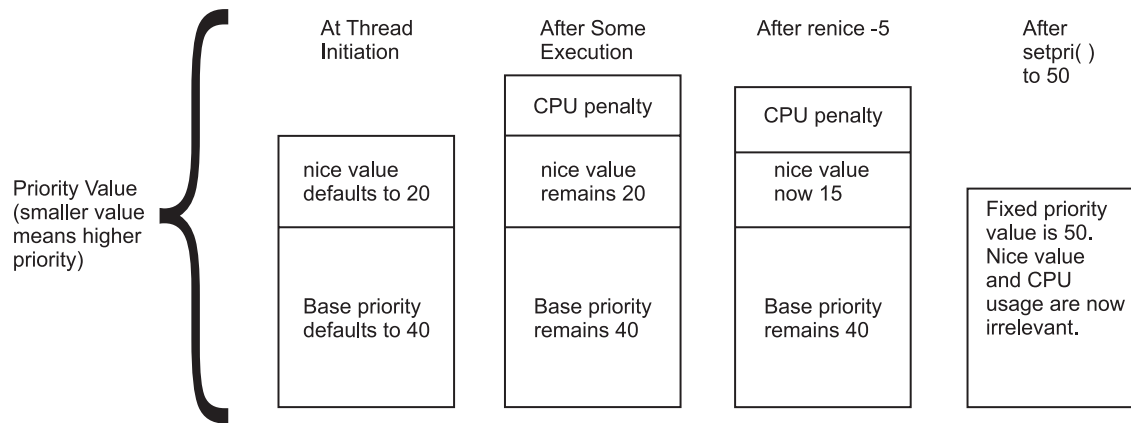 At Thread
Initiation
After Some
Execution
After renice -5
After
setpri( )
to 50
Priority Value
(smaller value
means higher
priority)
nice value
defaults to 20
Base priority
defaults to 40
CPU penalty
nice value
remains 20
Base priority
remains 40
CPU penalty
nice value
now 15
Base priority
remains 40
Fixed priority
value is 50.
Nice value
and CPU
usage are now
irrelevant.